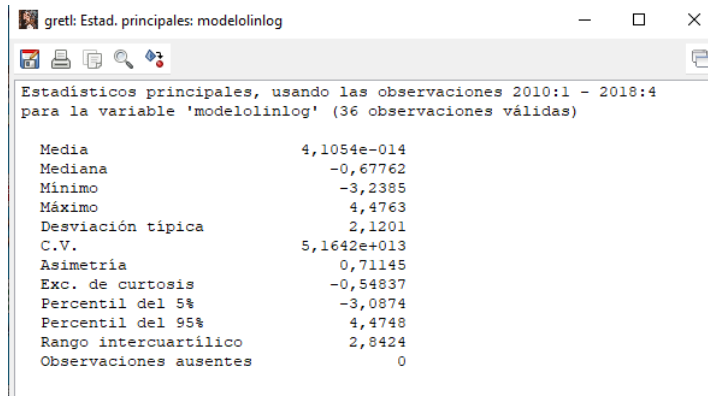 gretl: Estad. principales: modelolinlog
Estadísticos principales, usando las observaciones 2010:1 - 2018:4
para la variable 'modelolinlog' (36 observaciones válidas)
Media 4,1054e-014
Mediana -0,67762
Mínimo -3,2385
Máximo 4,4763
Desviación típica 2,1201
C.V. 5,1642e+013
Asimetría 0,71145
Exc. de curtosis -0,54837
Percentil del 5% -3,0874
Percentil del 95% 4,4748
Rango intercuartílico 2,8424
Observaciones ausentes 0